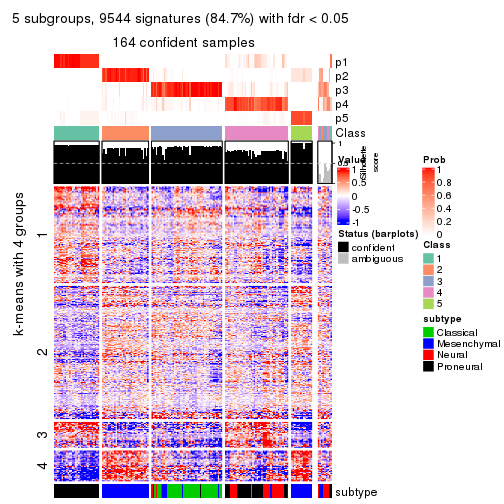 5 subgroups, 9544 signatures (84.7%) with fdr < 0.05
164 confident samples
p1
p2
p3
p4
p5
Class
1
0
Silhouette
score
k-means with 4 groups
1
2
3
4
subtype
Value
1
0.5
0
-0.5
-1
Status (barplots)
confident
ambiguous
Prob
1
0.8
0.6
0.4
0.2
0
Class
1
2
3
4
5
subtype
Classical
Mesenchymal
Neural
Proneural